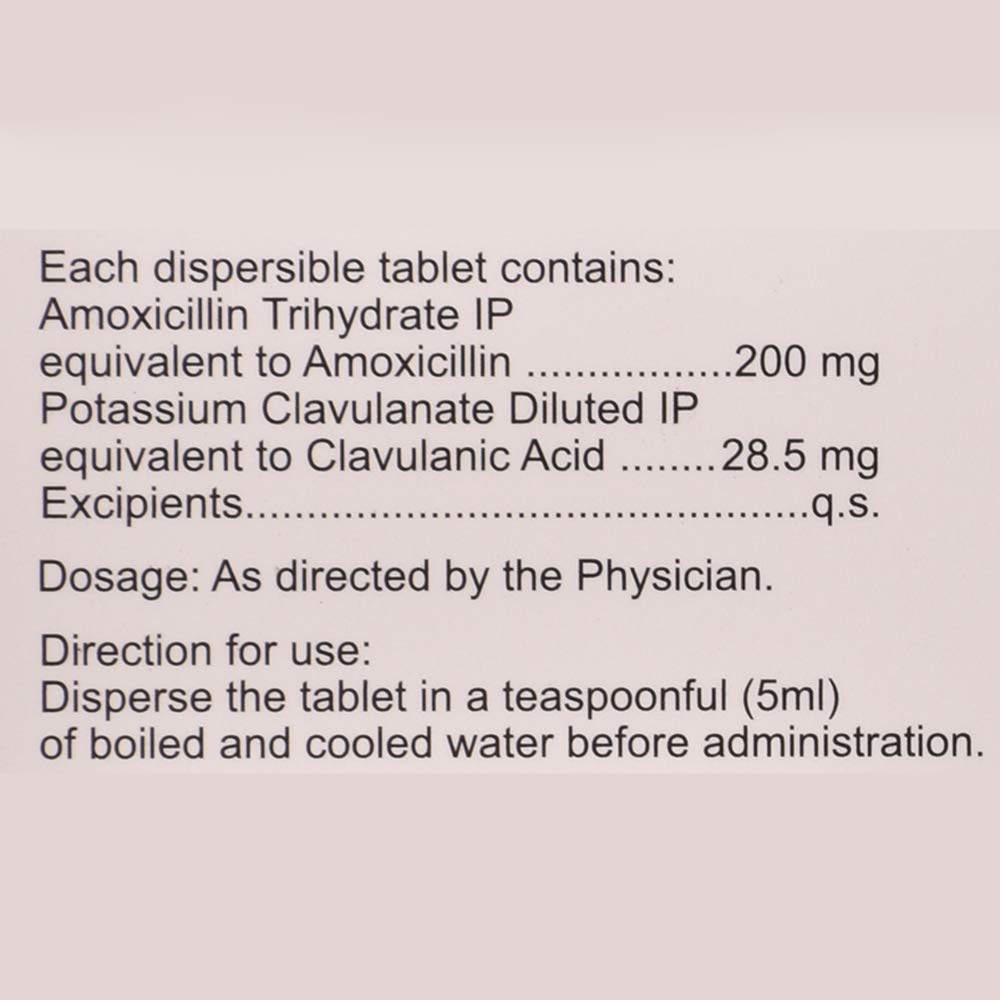 Each dispersible tablet contains:
Amoxicillin Trihydrate IP
equivalent to Amoxicillin .................200 mg
Potassium Clavulanate Diluted IP
equivalent to Clavulanic Acid ........28.5 mg
Excipients..............................................q.s.
Dosage: As directed by the Physician.
Direction for use:
Disperse the tablet in a teaspoonful (5ml)
of boiled and cooled water before administration.